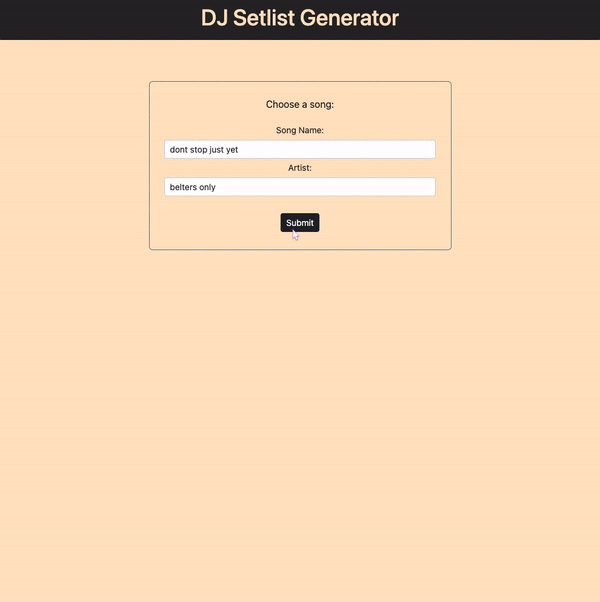 DJ Setlist Generator
Choose a song:
Song Name:
dont stop just yet
Artist:
belters only
Submit